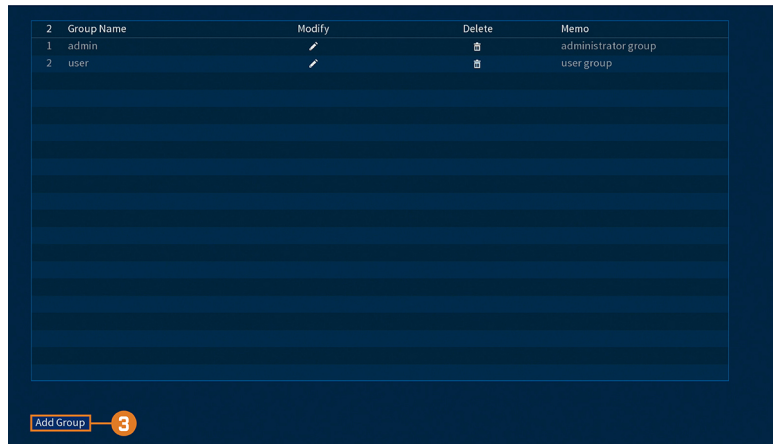 2 Group Name Modify Delete Memo
1 admin administrator group
2 user user group
Add Group 3